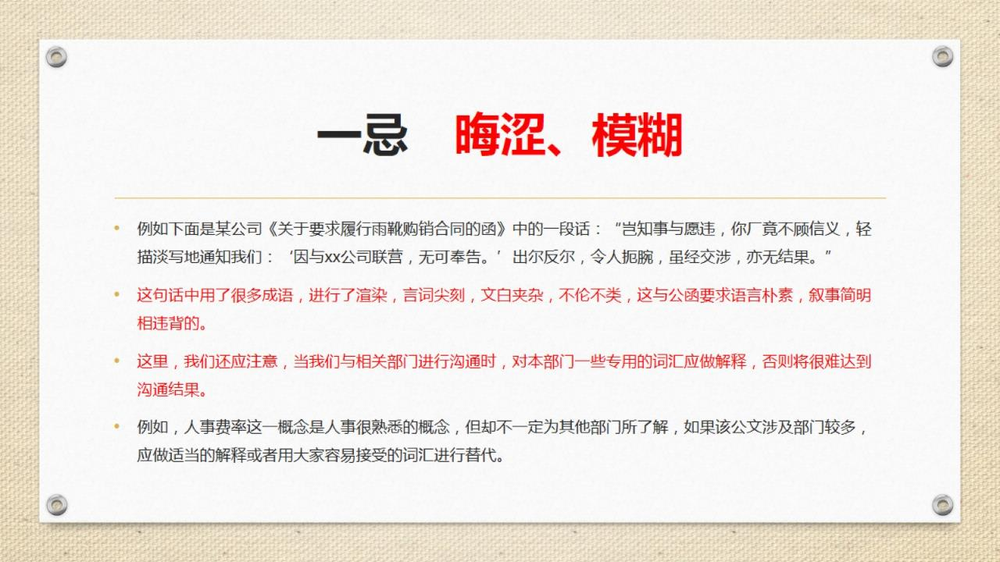 一忌　晦涩、模糊
• 例如下面是某公司《关于要求履行雨靴购销合同的函》中的一段话：“岂知事与愿违，你厂竟不顾信义，轻
描淡写地通知我们：‘因与xx公司联营，无可奉告。’出尔反尔，令人扼腕，虽经交涉，亦无结果。”
• 这句话中用了很多成语，进行了渲染，言词尖刻，文白夹杂，不伦不类，这与公函要求语言朴素，叙事简明
相违背的。
• 这里，我们还应注意，当我们与相关部门进行沟通时，对本部门一些专用的词汇应做解释，否则将很难达到
沟通结果。
• 例如，人事费率这一概念是人事很熟悉的概念，但却不一定为其他部门所了解，如果该公文涉及部门较多，
应做适当的解释或者用大家容易接受的词汇进行替代。